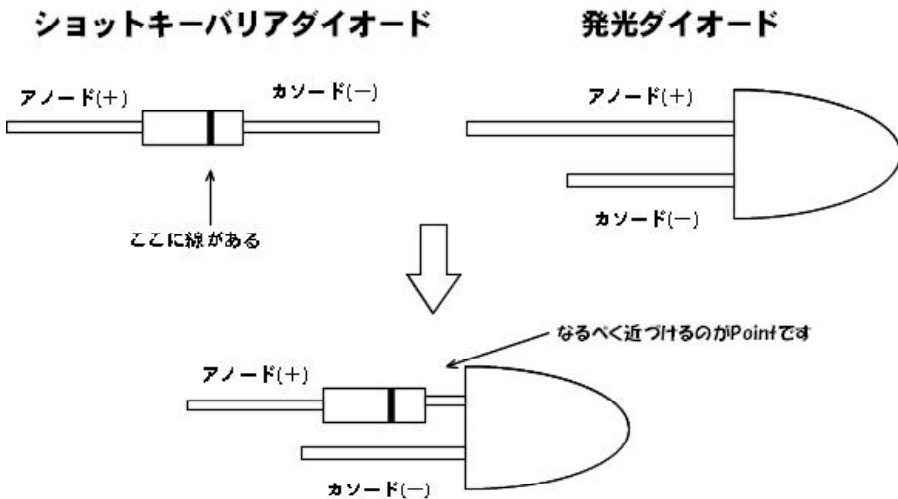 ショットキーバリアダイオード
発光ダイオード
アノード(+)
カソード(－)
ここに線がある
アノード(+)
カソード(－)
なるべく近づけるのがPointです
アノード(+)
カソード(－)